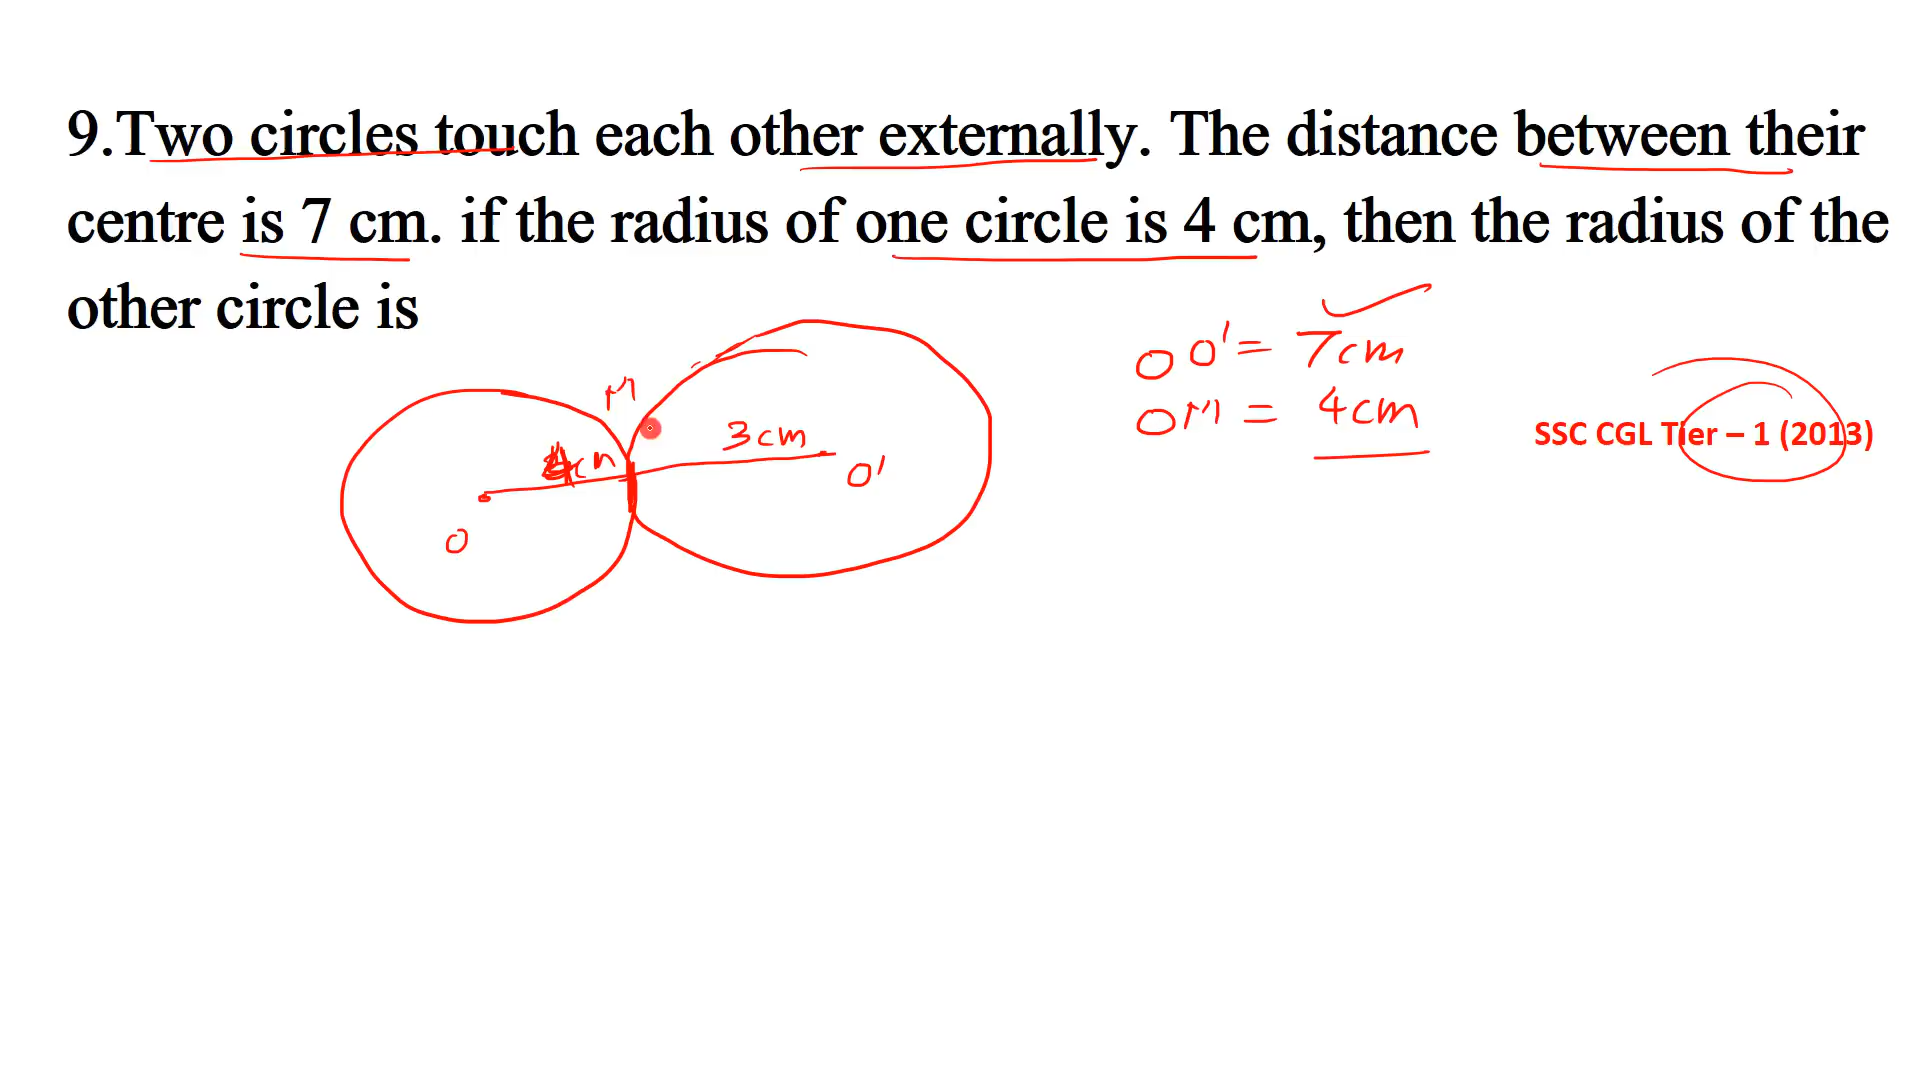 9.Two circles touch each other externally. The distance between their
centre is 7 cm. if the radius of one circle is 4 cm, then the radius of the
other circle is
OO' = 7cm
OM = 4cm
SSC CGL Tier – 1 (2013)
M
3cm
4cm
O'
O